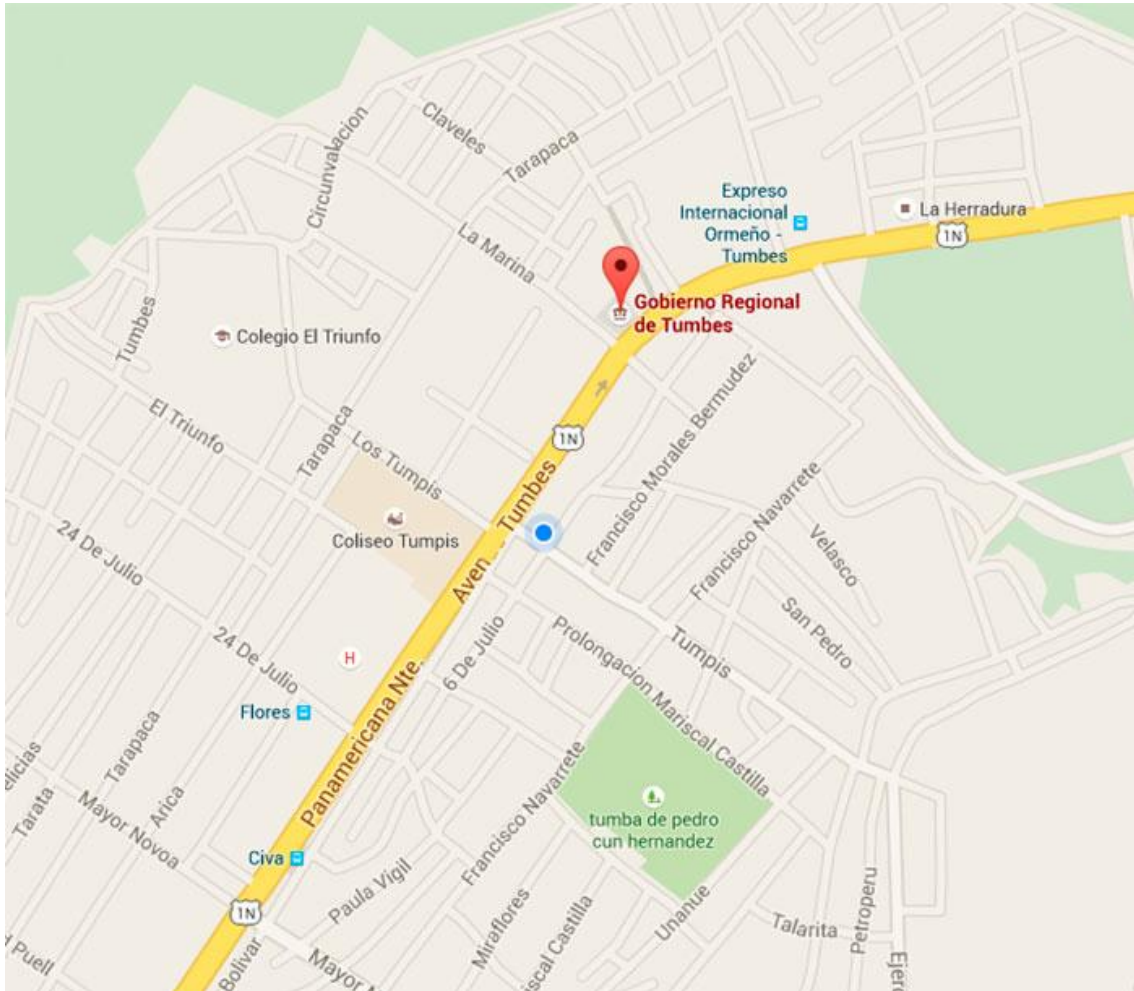 Claveles
Tarapaca
Circunvalacion
Expreso
Internacional
Ormeño -
Tumbes
La Herradura
1N
La Marina
Gobierno Regional
de Tumbes
Tumbes
Colegio El Triunfo
El Triunfo
Tarapaca
Los Tumpis
1N
Francisco Morales Bermudez
Coliseo Tumpis
Tumbes
Francisco Navarrete
Velasco
24 De Julio
San Pedro
24 De Julio
H
6 De Julio
Prolongacion Mariscal Castilla
Tumpis
Flores
Panamericana Nte.
Tarapaca
Arica
Tarata
Mayor Novoa
Francisco Navarrete
tumba de pedro
cun hernandez
Civa
Paula Vigil
1N
Miraflores
Unanue
Talarita
Petroperu
Puell
Bolivar
Mayor